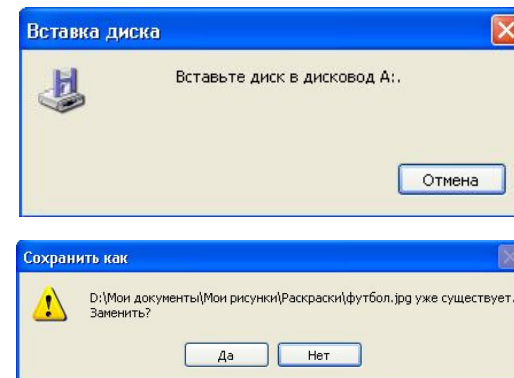 Вставка диска
Вставьте диск в дисковод А:.
Отмена
Сохранить как
D:\Мои документы\Мои рисунки\Раскраски\футбол.jpg уже существует.
Заменить?
Да Нет